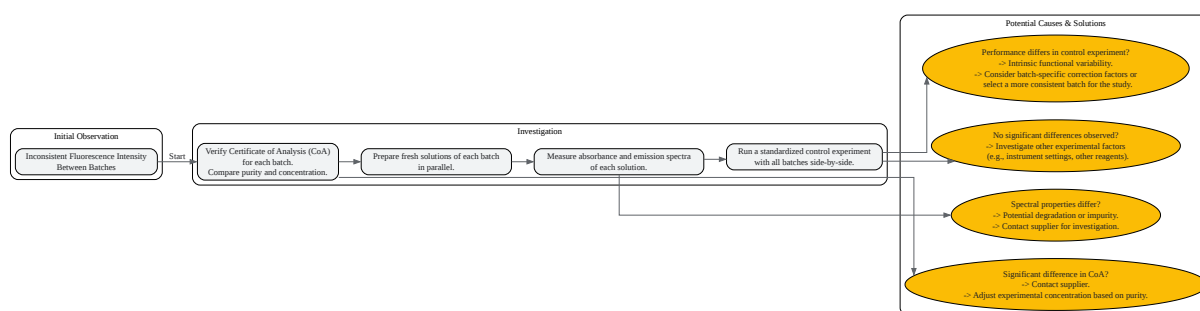 Initial Observation
Inconsistent Fluorescence Intensity
Between Batches
Start
Investigation
Verify Certificate of Analysis (CoA)
for each batch.
Compare purity and concentration.
Prepare fresh solutions of each batch
in parallel.
Measure absorbance and emission spectra
of each solution.
Run a standardized control experiment
with all batches side-by-side.
Potential Causes & Solutions
Performance differs in control experiment?
-> Intrinsic functional variability.
-> Consider batch-specific correction factors or
select a more consistent batch for the study.
No significant differences observed?
-> Investigate other experimental factors
(e.g., instrument settings, other reagents).
Spectral properties differ?
-> Potential degradation or impurity.
-> Contact supplier for investigation.
Significant difference in CoA?
-> Contact supplier.
-> Adjust experimental concentration based on purity.